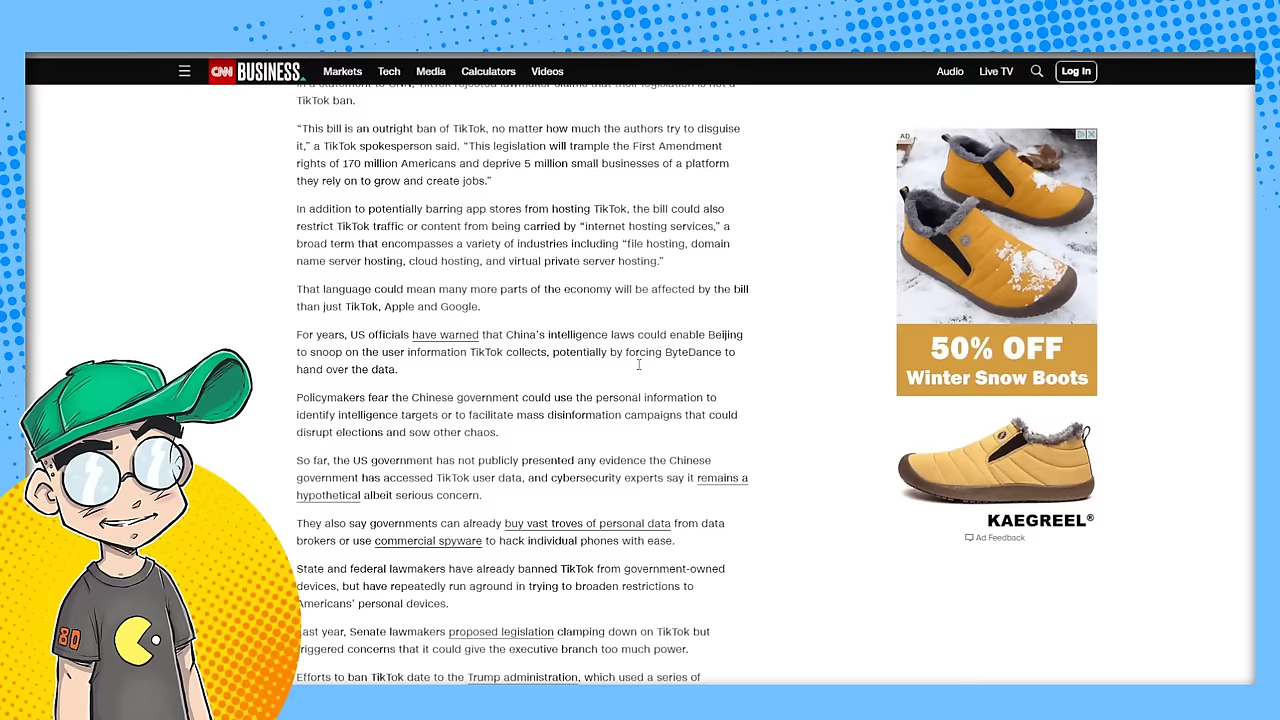 CNN BUSINESS Markets Tech Media Calculators Videos Audio Live TV Log In
In a statement to CNN, TikTok rejected lawmaker claims that their legislation is not a
TikTok ban.
“This bill is an outright ban of TikTok, no matter how much the authors try to disguise
it,” a TikTok spokesperson said. “This legislation will trample the First Amendment
rights of 170 million Americans and deprive 5 million small businesses of a platform
they rely on to grow and create jobs.”
In addition to potentially barring app stores from hosting TikTok, the bill could also
restrict TikTok traffic or content from being carried by “internet hosting services,” a
broad term that encompasses a variety of industries including “file hosting, domain
name server hosting, cloud hosting, and virtual private server hosting.”
That language could mean many more parts of the economy will be affected by the bill
than just TikTok, Apple and Google.
For years, US officials have warned that China’s intelligence laws could enable Beijing
to snoop on the user information TikTok collects, potentially by forcing ByteDance to
hand over the data.
Policymakers fear the Chinese government could use the personal information to
identify intelligence targets or to facilitate mass disinformation campaigns that could
disrupt elections and sow other chaos.
So far, the US government has not publicly presented any evidence the Chinese
government has accessed TikTok user data, and cybersecurity experts say it remains a
hypothetical albeit serious concern.
They also say governments can already buy vast troves of personal data from data
brokers or use commercial spyware to hack individual phones with ease.
State and federal lawmakers have already banned TikTok from government-owned
devices, but have repeatedly run aground in trying to broaden restrictions to
Americans’ personal devices.
Last year, Senate lawmakers proposed legislation clamping down on TikTok but
triggered concerns that it could give the executive branch too much power.
Efforts to ban TikTok date to the Trump administration, which used a series of
AD
50% OFF
Winter Snow Boots
KAEGREEL®
Ad Feedback
80